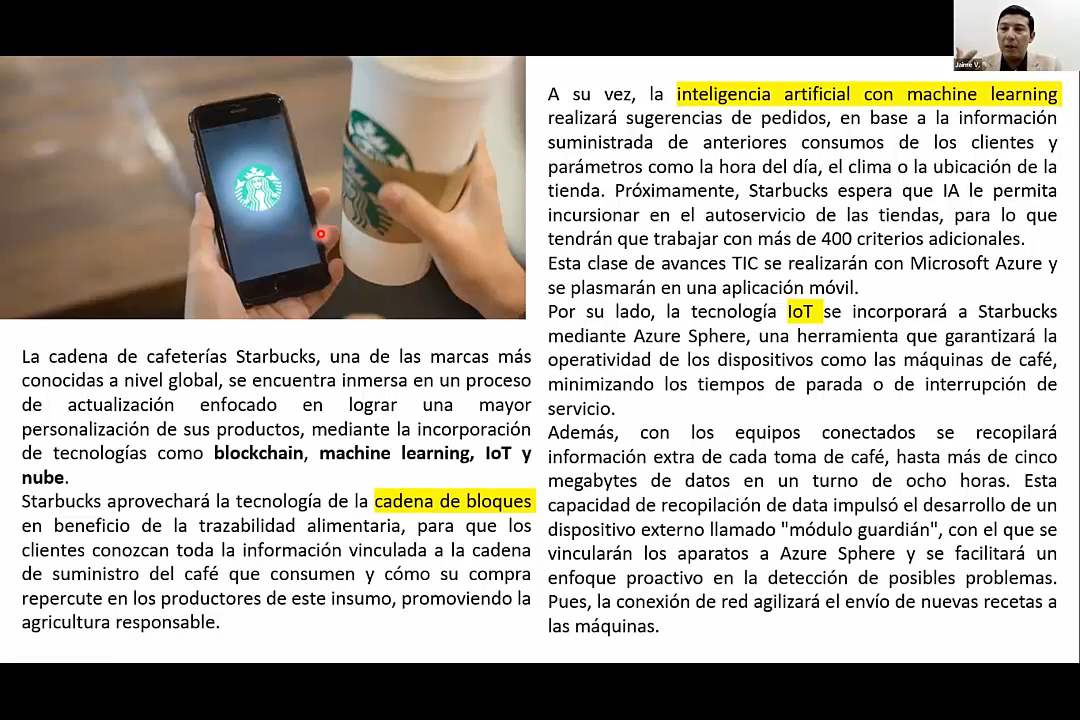 Jaime V.
La cadena de cafeterías Starbucks, una de las marcas más
conocidas a nivel global, se encuentra inmersa en un proceso
de actualización enfocado en lograr una mayor
personalización de sus productos, mediante la incorporación
de tecnologías como blockchain, machine learning, IoT y
nube.
Starbucks aprovechará la tecnología de la cadena de bloques
en beneficio de la trazabilidad alimentaria, para que los
clientes conozcan toda la información vinculada a la cadena
de suministro del café que consumen y cómo su compra
repercute en los productores de este insumo, promoviendo la
agricultura responsable.
A su vez, la inteligencia artificial con machine learning
realizará sugerencias de pedidos, en base a la información
suministrada de anteriores consumos de los clientes y
parámetros como la hora del día, el clima o la ubicación de la
tienda. Próximamente, Starbucks espera que IA le permita
incursionar en el autoservicio de las tiendas, para lo que
tendrán que trabajar con más de 400 criterios adicionales.
Esta clase de avances TIC se realizarán con Microsoft Azure y
se plasmarán en una aplicación móvil.
Por su lado, la tecnología IoT se incorporará a Starbucks
mediante Azure Sphere, una herramienta que garantizará la
operatividad de los dispositivos como las máquinas de café,
minimizando los tiempos de parada o de interrupción de
servicio.
Además, con los equipos conectados se recopilará
información extra de cada toma de café, hasta más de cinco
megabytes de datos en un turno de ocho horas. Esta
capacidad de recopilación de data impulsó el desarrollo de un
dispositivo externo llamado "módulo guardián", con el que se
vincularán los aparatos a Azure Sphere y se facilitará un
enfoque proactivo en la detección de posibles problemas.
Pues, la conexión de red agilizará el envío de nuevas recetas a
las máquinas.